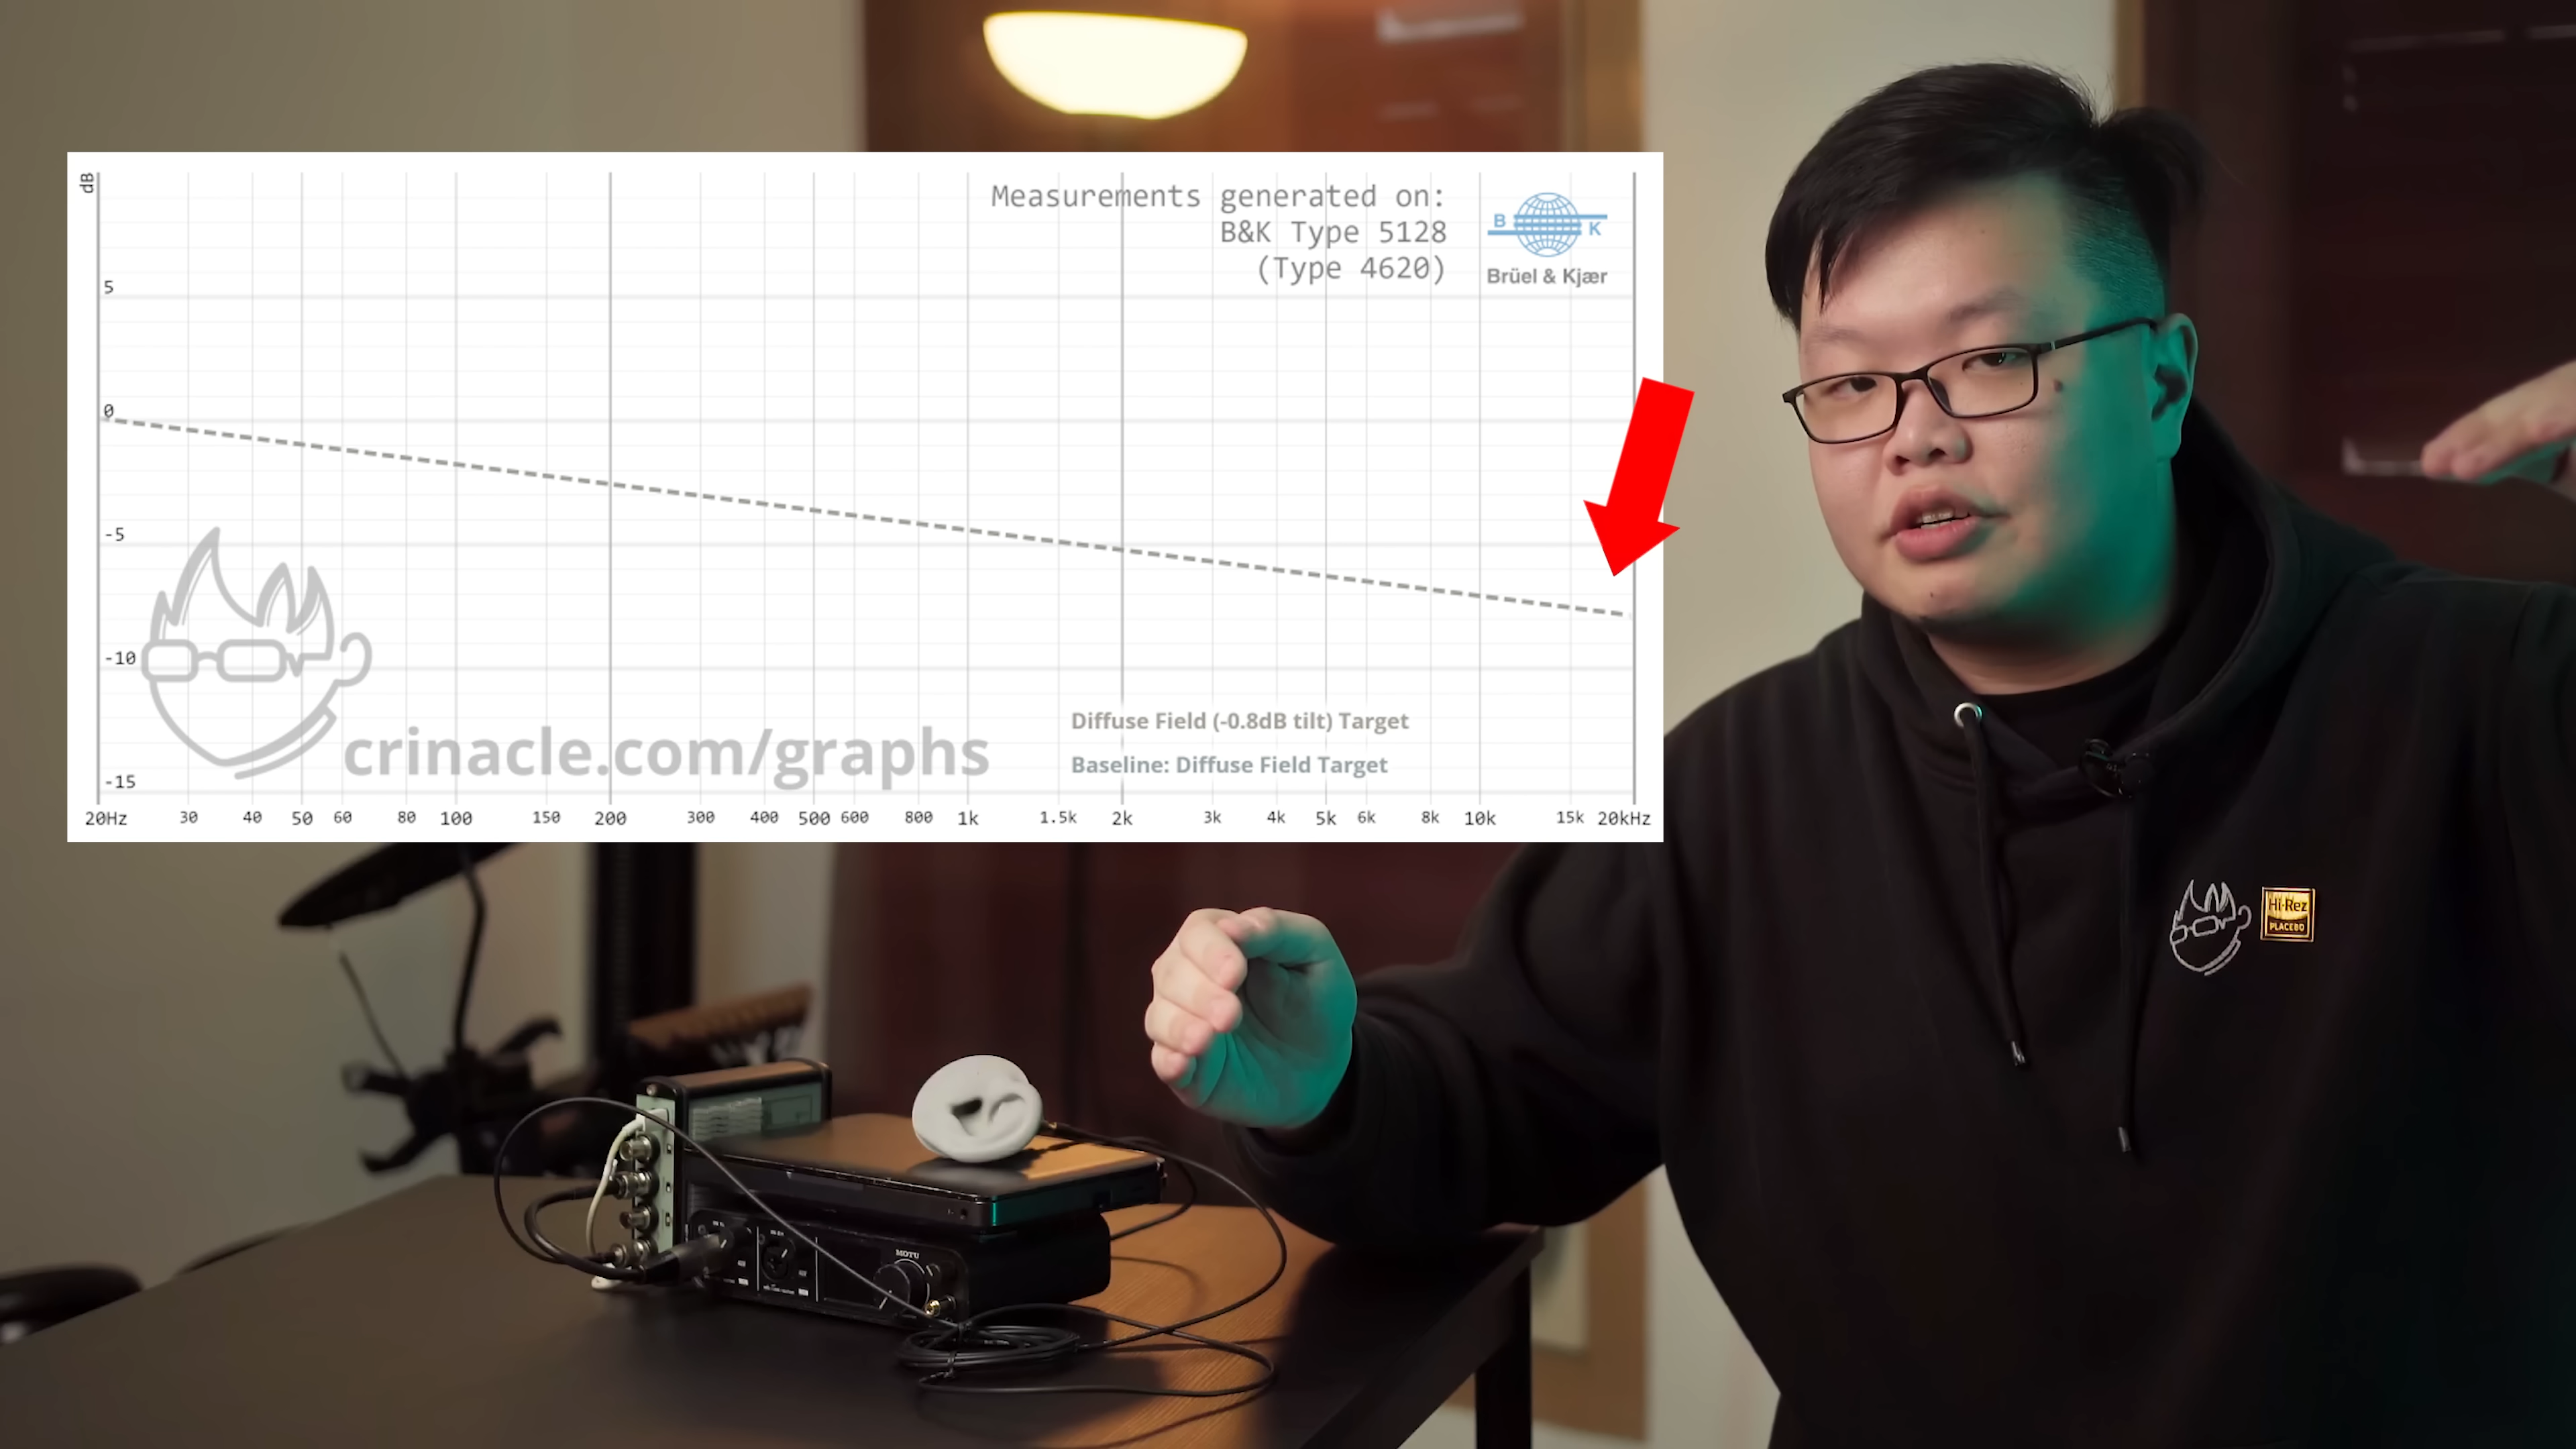 dB
Measurements generated on:
B&K Type 5128
(Type 4620)
B K
Brüel & Kjær
5
0
-5
-10
-15
crinacle.com/graphs
Diffuse Field (-0.8dB tilt) Target
Baseline: Diffuse Field Target
20Hz 30 40 50 60 80 100 150 200 300 400 500 600 800 1k 1.5k 2k 3k 4k 5k 6k 8k 10k 15k 20kHz
Hi-Rez
PLACEBO
MOTU